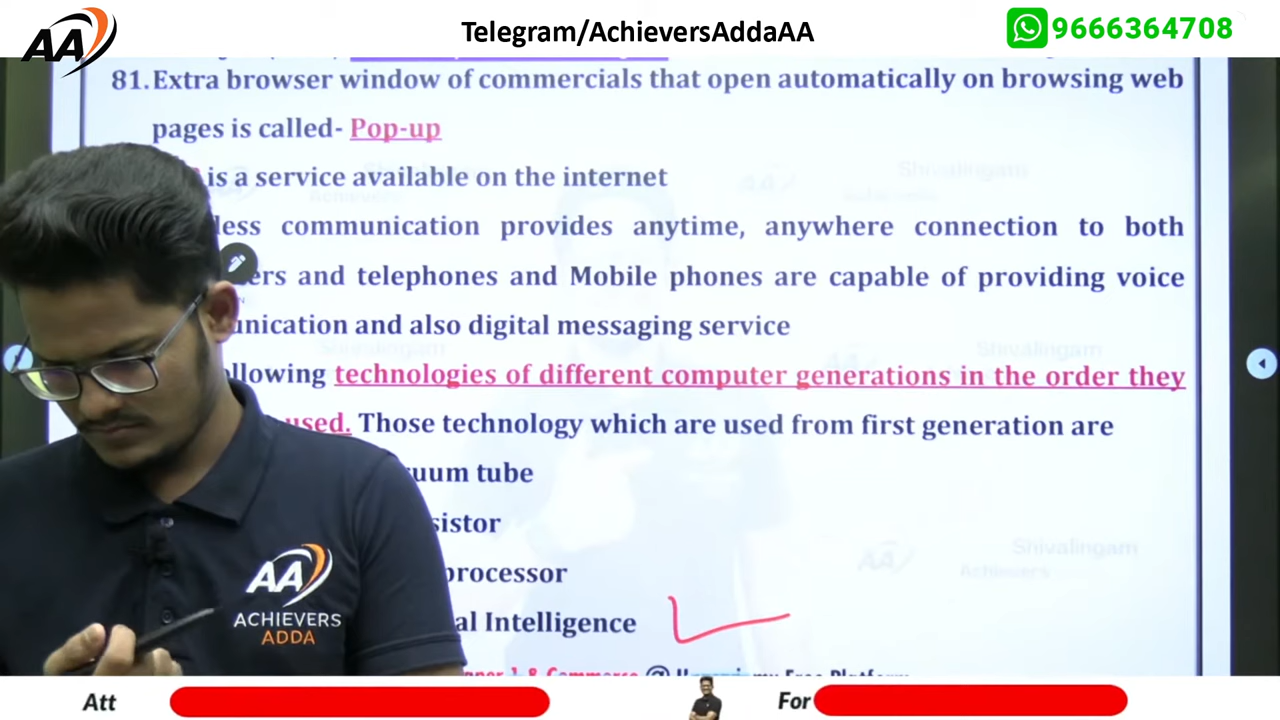 AA Telegram/AchieversAddaAA 9666364708
81. Extra browser window of commercials that open automatically on browsing web
pages is called- Pop-up
is a service available on the internet
less communication provides anytime, anywhere connection to both
ers and telephones and Mobile phones are capable of providing voice
unication and also digital messaging service
llowing technologies of different computer generations in the order they
used. Those technology which are used from first generation are
uum tube
sistor
processor
al Intelligence
AA
ACHIEVERS
ADDA
Att For